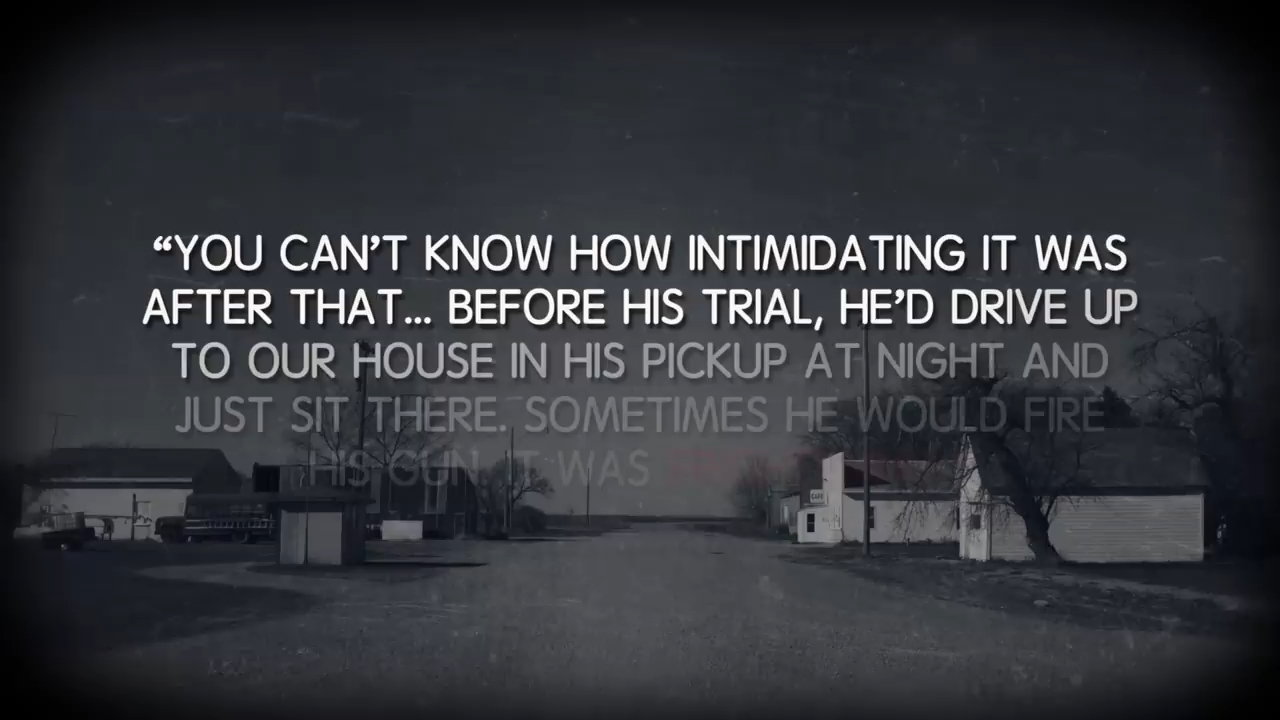 “YOU CAN’T KNOW HOW INTIMIDATING IT WAS
AFTER THAT... BEFORE HIS TRIAL, HE’D DRIVE UP
TO OUR HOUSE IN HIS PICKUP AT NIGHT AND
JUST SIT THERE. SOMETIMES HE WOULD FIRE
HIS GUN. IT WAS
CAFE